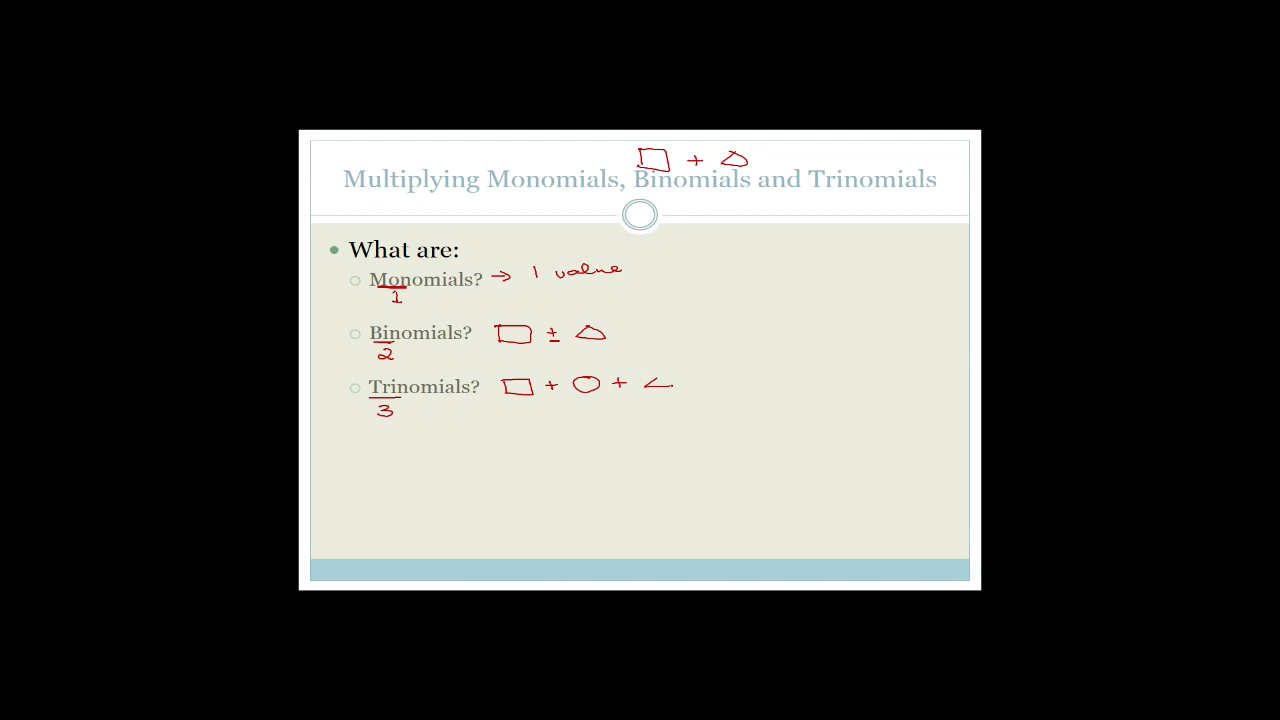 □ + △
Multiplying Monomials, Binomials and Trinomials
What are:
Monomials? → 1 value
1
Binomials? □ ± △
2
Trinomials? □ + ○ + <
3